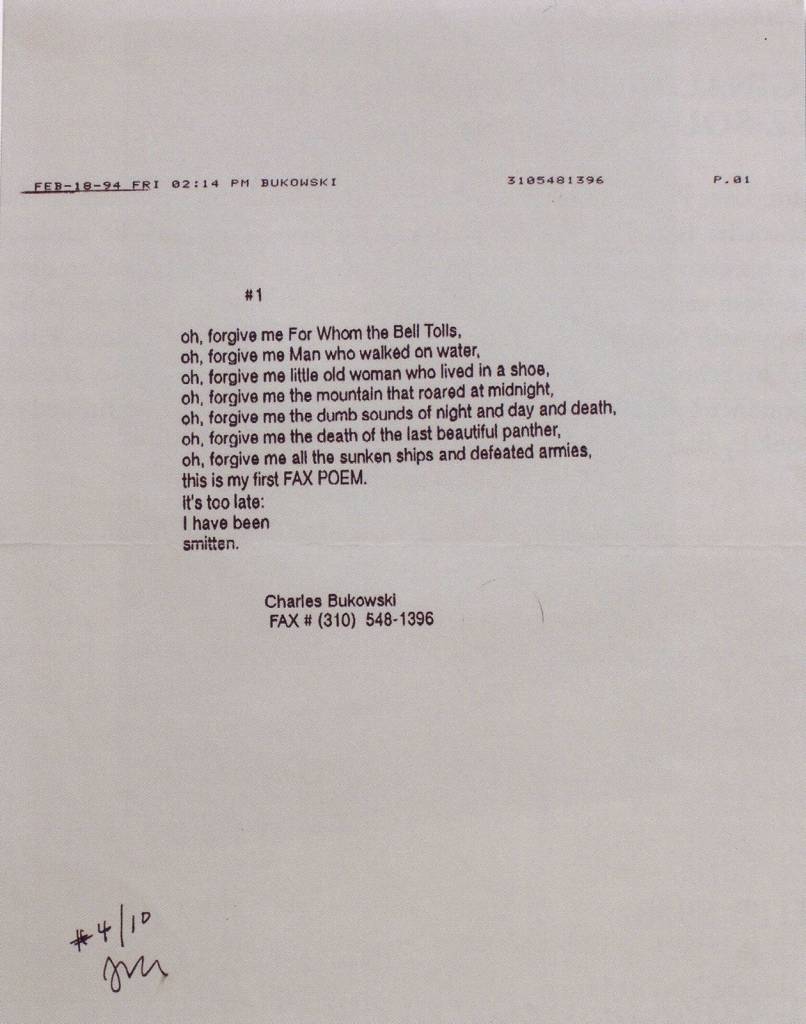 FEB-18-94 FRI 02:14 PM BUKOWSKI 3105481396 P.01
#1
oh, forgive me For Whom the Bell Tolls,
oh, forgive me Man who walked on water,
oh, forgive me little old woman who lived in a shoe,
oh, forgive me the mountain that roared at midnight,
oh, forgive me the dumb sounds of night and day and death,
oh, forgive me the death of the last beautiful panther,
oh, forgive me all the sunken ships and defeated armies,
this is my first FAX POEM.
it's too late:
I have been
smitten.
Charles Bukowski
FAX # (310) 548-1396
#4/10